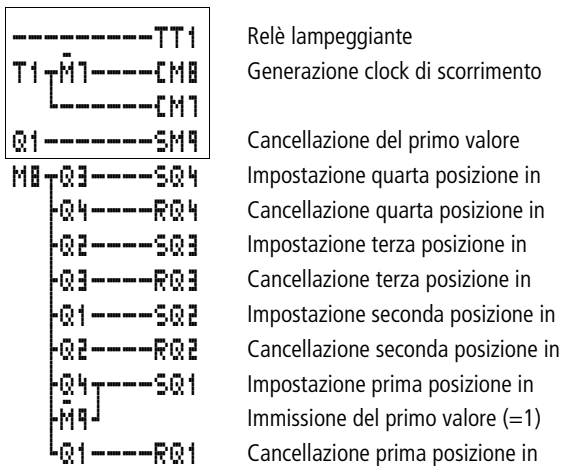 ---------TT1 Relè lampeggiante
T1┬M̄7----[M8 Generazione clock di scorrimento
└------[M7
Q1-------SM9 Cancellazione del primo valore
M8┬Q3----SQ4 Impostazione quarta posizione in
├Q4----RQ4 Cancellazione quarta posizione in
├Q2----SQ3 Impostazione terza posizione in
├Q3----RQ3 Cancellazione terza posizione in
├Q1----SQ2 Impostazione seconda posizione in
├Q2----RQ2 Cancellazione seconda posizione in
├Q4┬---SQ1 Impostazione prima posizione in
├M̄9┘ Immissione del primo valore (=1)
└Q1----RQ1 Cancellazione prima posizione in